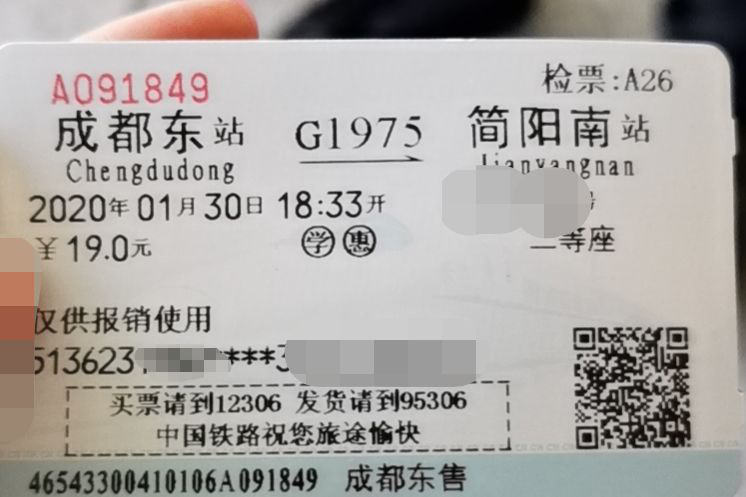 A091849 检票:A26
成都东站 G1975 简阳南站
Chengdudong Jianyangnan
2020年01月30日 18:33开
￥19.0元 学 惠 二等座
仅供报销使用
513623 ****3
买票请到12306 发货请到95306
中国铁路祝您旅途愉快
46543300410106A091849 成都东售